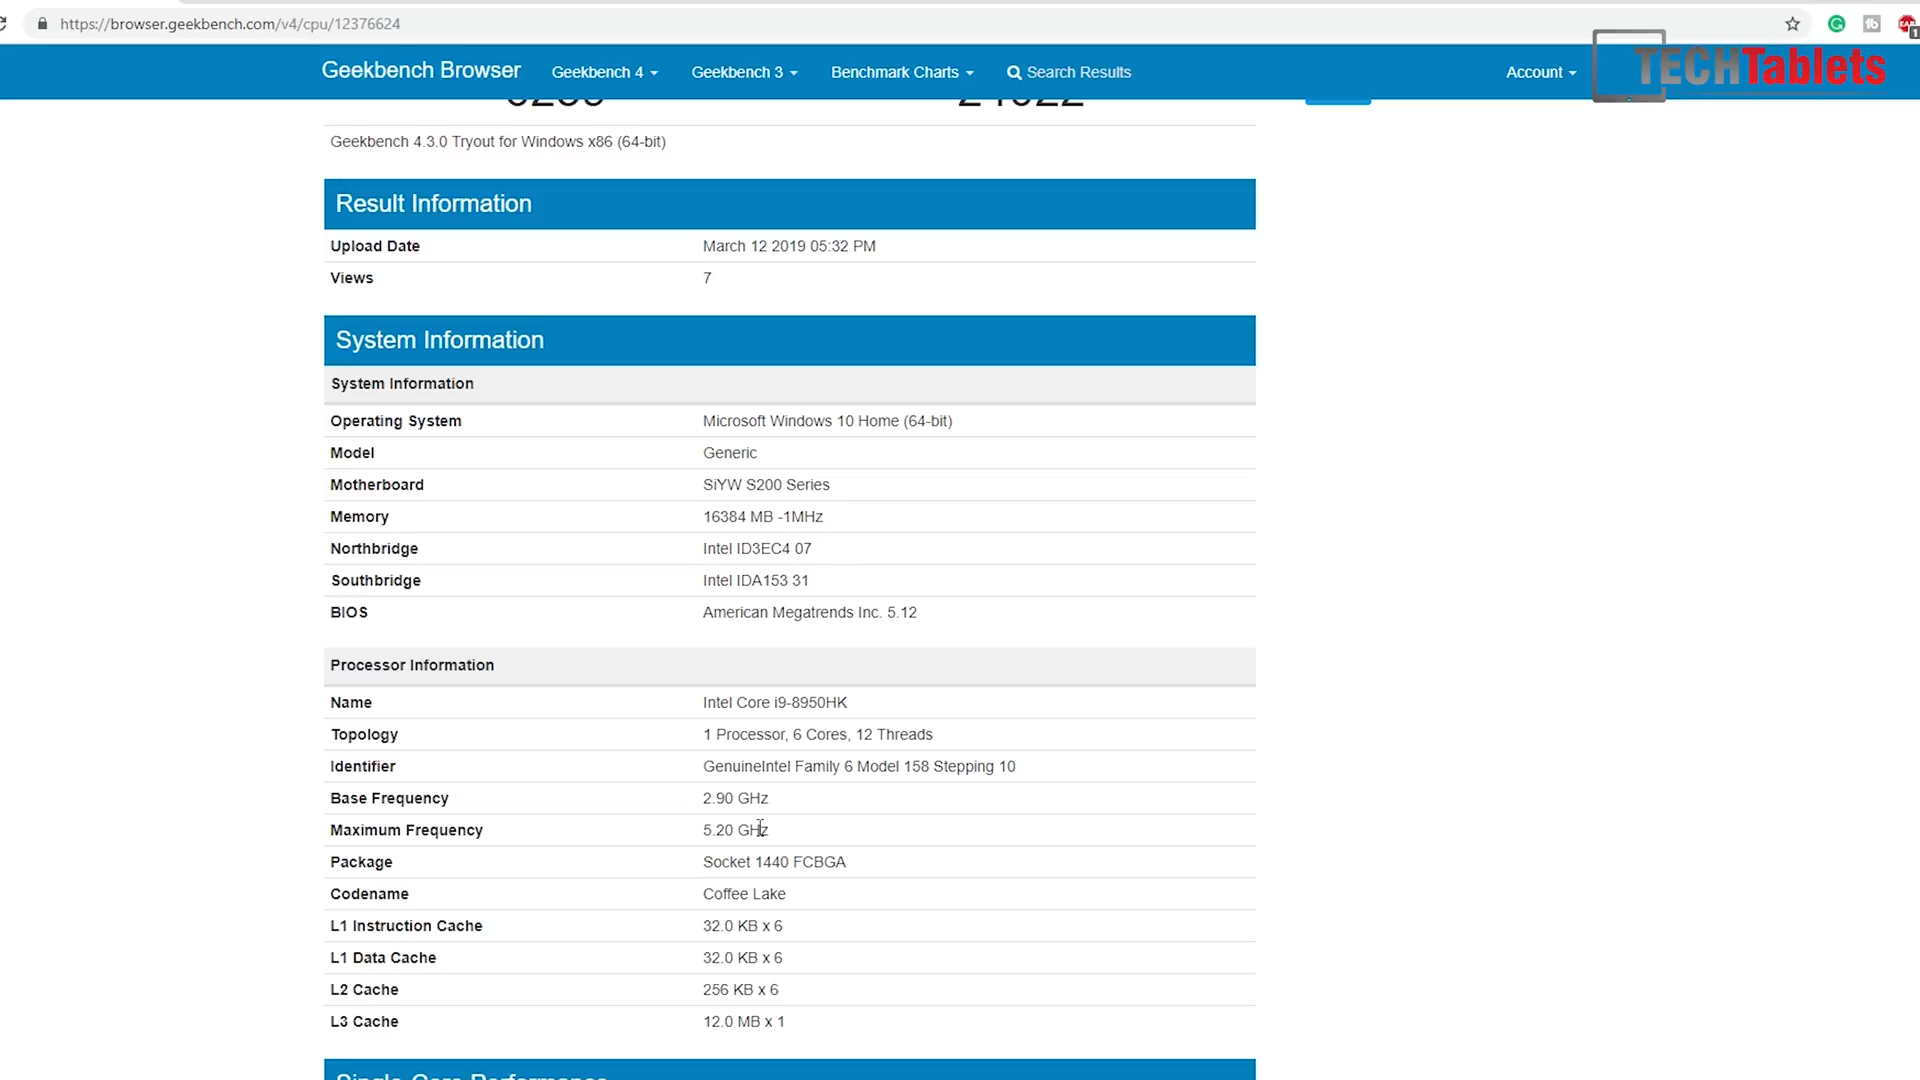 https://browser.geekbench.com/v4/cpu/12376624
1
TECHTablets
Geekbench Browser Geekbench 4 Geekbench 3 Benchmark Charts Search Results Account
Geekbench 4.3.0 Tryout for Windows x86 (64-bit)
Result Information
Upload Date March 12 2019 05:32 PM
Views 7
System Information
System Information
Operating System Microsoft Windows 10 Home (64-bit)
Model Generic
Motherboard SiYW S200 Series
Memory 16384 MB -1MHz
Northbridge Intel ID3EC4 07
Southbridge Intel IDA153 31
BIOS American Megatrends Inc. 5.12
Processor Information
Name Intel Core i9-8950HK
Topology 1 Processor, 6 Cores, 12 Threads
Identifier GenuineIntel Family 6 Model 158 Stepping 10
Base Frequency 2.90 GHz
Maximum Frequency 5.20 GHz
Package Socket 1440 FCBGA
Codename Coffee Lake
L1 Instruction Cache 32.0 KB x 6
L1 Data Cache 32.0 KB x 6
L2 Cache 256 KB x 6
L3 Cache 12.0 MB x 1
Single-Core Performance